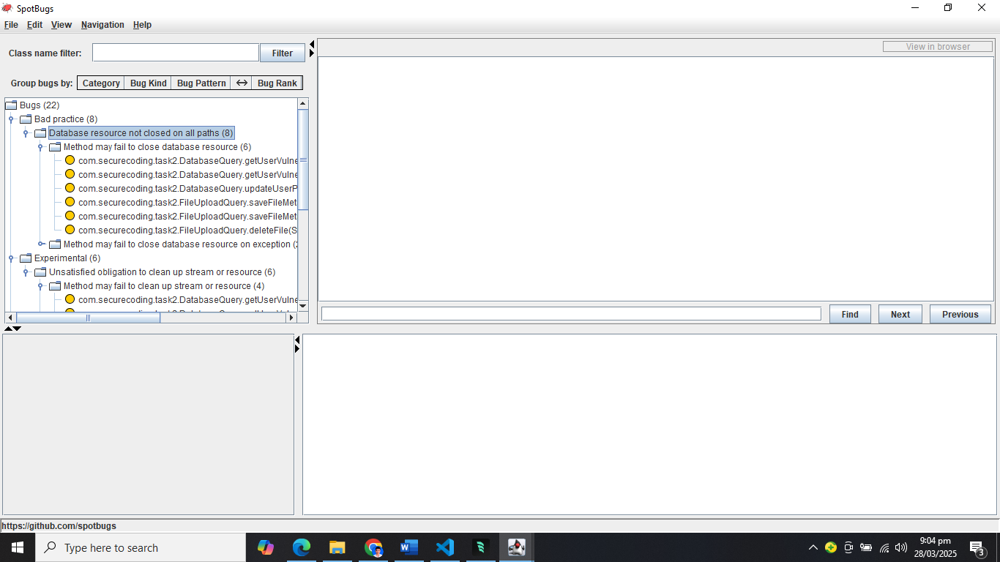 SpotBugs
File Edit View Navigation Help
Class name filter:
Filter
View in browser
Group bugs by: Category Bug Kind Bug Pattern Bug Rank
Bugs (22)
Bad practice (8)
Database resource not closed on all paths (8)
Method may fail to close database resource (6)
com.securecoding.task2.DatabaseQuery.getUserVulne
com.securecoding.task2.DatabaseQuery.getUserVulne
com.securecoding.task2.DatabaseQuery.updateUserP
com.securecoding.task2.FileUploadQuery.saveFileMet
com.securecoding.task2.FileUploadQuery.saveFileMet
com.securecoding.task2.FileUploadQuery.deleteFile(S
Method may fail to close database resource on exception (
Experimental (6)
Unsatisfied obligation to clean up stream or resource (6)
Method may fail to clean up stream or resource (4)
com.securecoding.task2.DatabaseQuery.getUserVulne
Find Next Previous
https://github.com/spotbugs
Type here to search
9:04 pm
28/03/2025
3